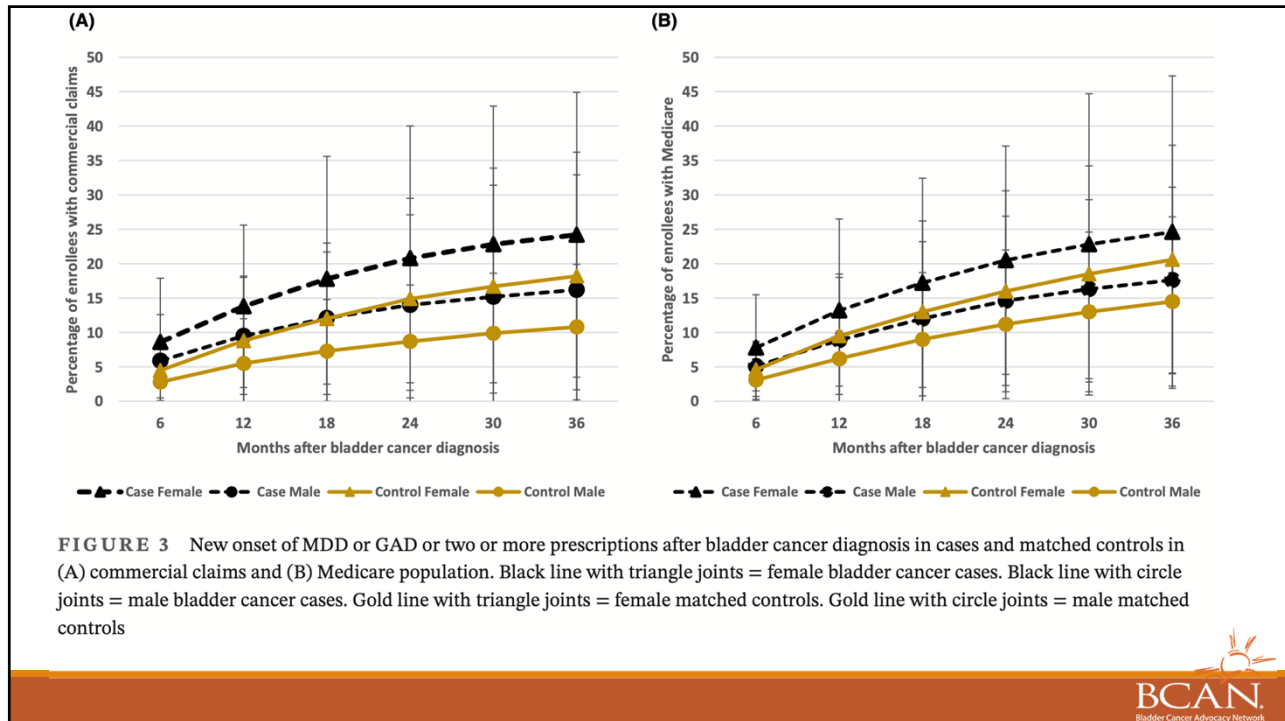 (A)
50
45
40
35
30
25
20
15
10
5
0
Percentage of enrollees with commercial claims
6 12 18 24 30 36
Months after bladder cancer diagnosis
Case Female Case Male Control Female Control Male
(B)
50
45
40
35
30
25
20
15
10
5
0
Percentage of enrollees with Medicare
6 12 18 24 30 36
Months after bladder cancer diagnosis
Case Female Case Male Control Female Control Male
FIGURE 3 New onset of MDD or GAD or two or more prescriptions after bladder cancer diagnosis in cases and matched controls in
(A) commercial claims and (B) Medicare population. Black line with triangle joints = female bladder cancer cases. Black line with circle
joints = male bladder cancer cases. Gold line with triangle joints = female matched controls. Gold line with circle joints = male matched
controls
BCAN.
Bladder Cancer Advocacy Network